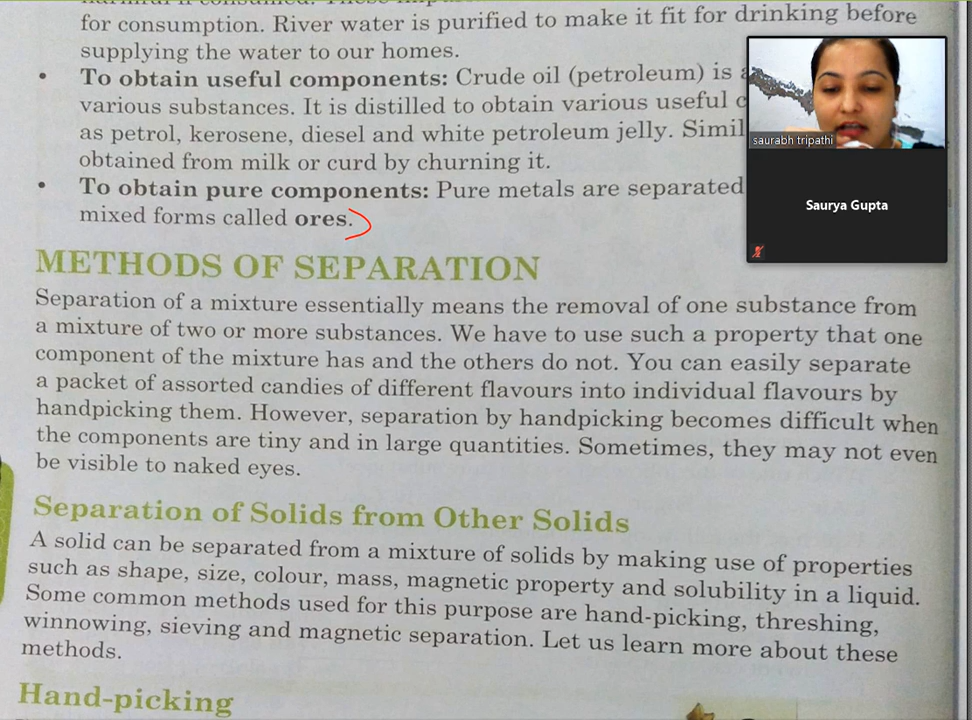 for consumption. River water is purified to make it fit for drinking before
supplying the water to our homes.
• To obtain useful components: Crude oil (petroleum) is
various substances. It is distilled to obtain various useful
as petrol, kerosene, diesel and white petroleum jelly.
obtained from milk or curd by churning it.
• To obtain pure components: Pure metals are separated
mixed forms called ores.
saurabh tripathi
Saurya Gupta
METHODS OF SEPARATION
Separation of a mixture essentially means the removal of one substance from
a mixture of two or more substances. We have to use such a property that one
component of the mixture has and the others do not. You can easily separate
a packet of assorted candies of different flavours into individual flavours by
handpicking them. However, separation by handpicking becomes difficult when
the components are tiny and in large quantities. Sometimes, they may not even
be visible to naked eyes.
Separation of Solids from Other Solids
A solid can be separated from a mixture of solids by making use of properties
such as shape, size, colour, mass, magnetic property and solubility in a liquid.
Some common methods used for this purpose are hand-picking, threshing,
winnowing, sieving and magnetic separation. Let us learn more about these
methods.
Hand-picking